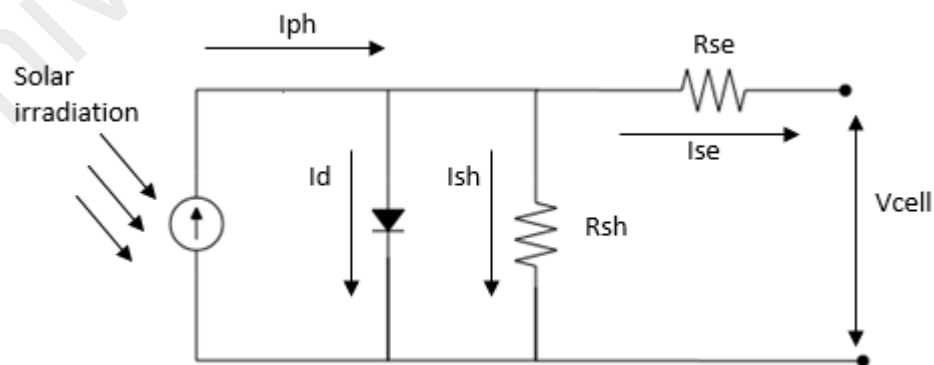 Iph
Rse
Solar
irradiation
Ise
Id
Ish
Vcell
Rsh